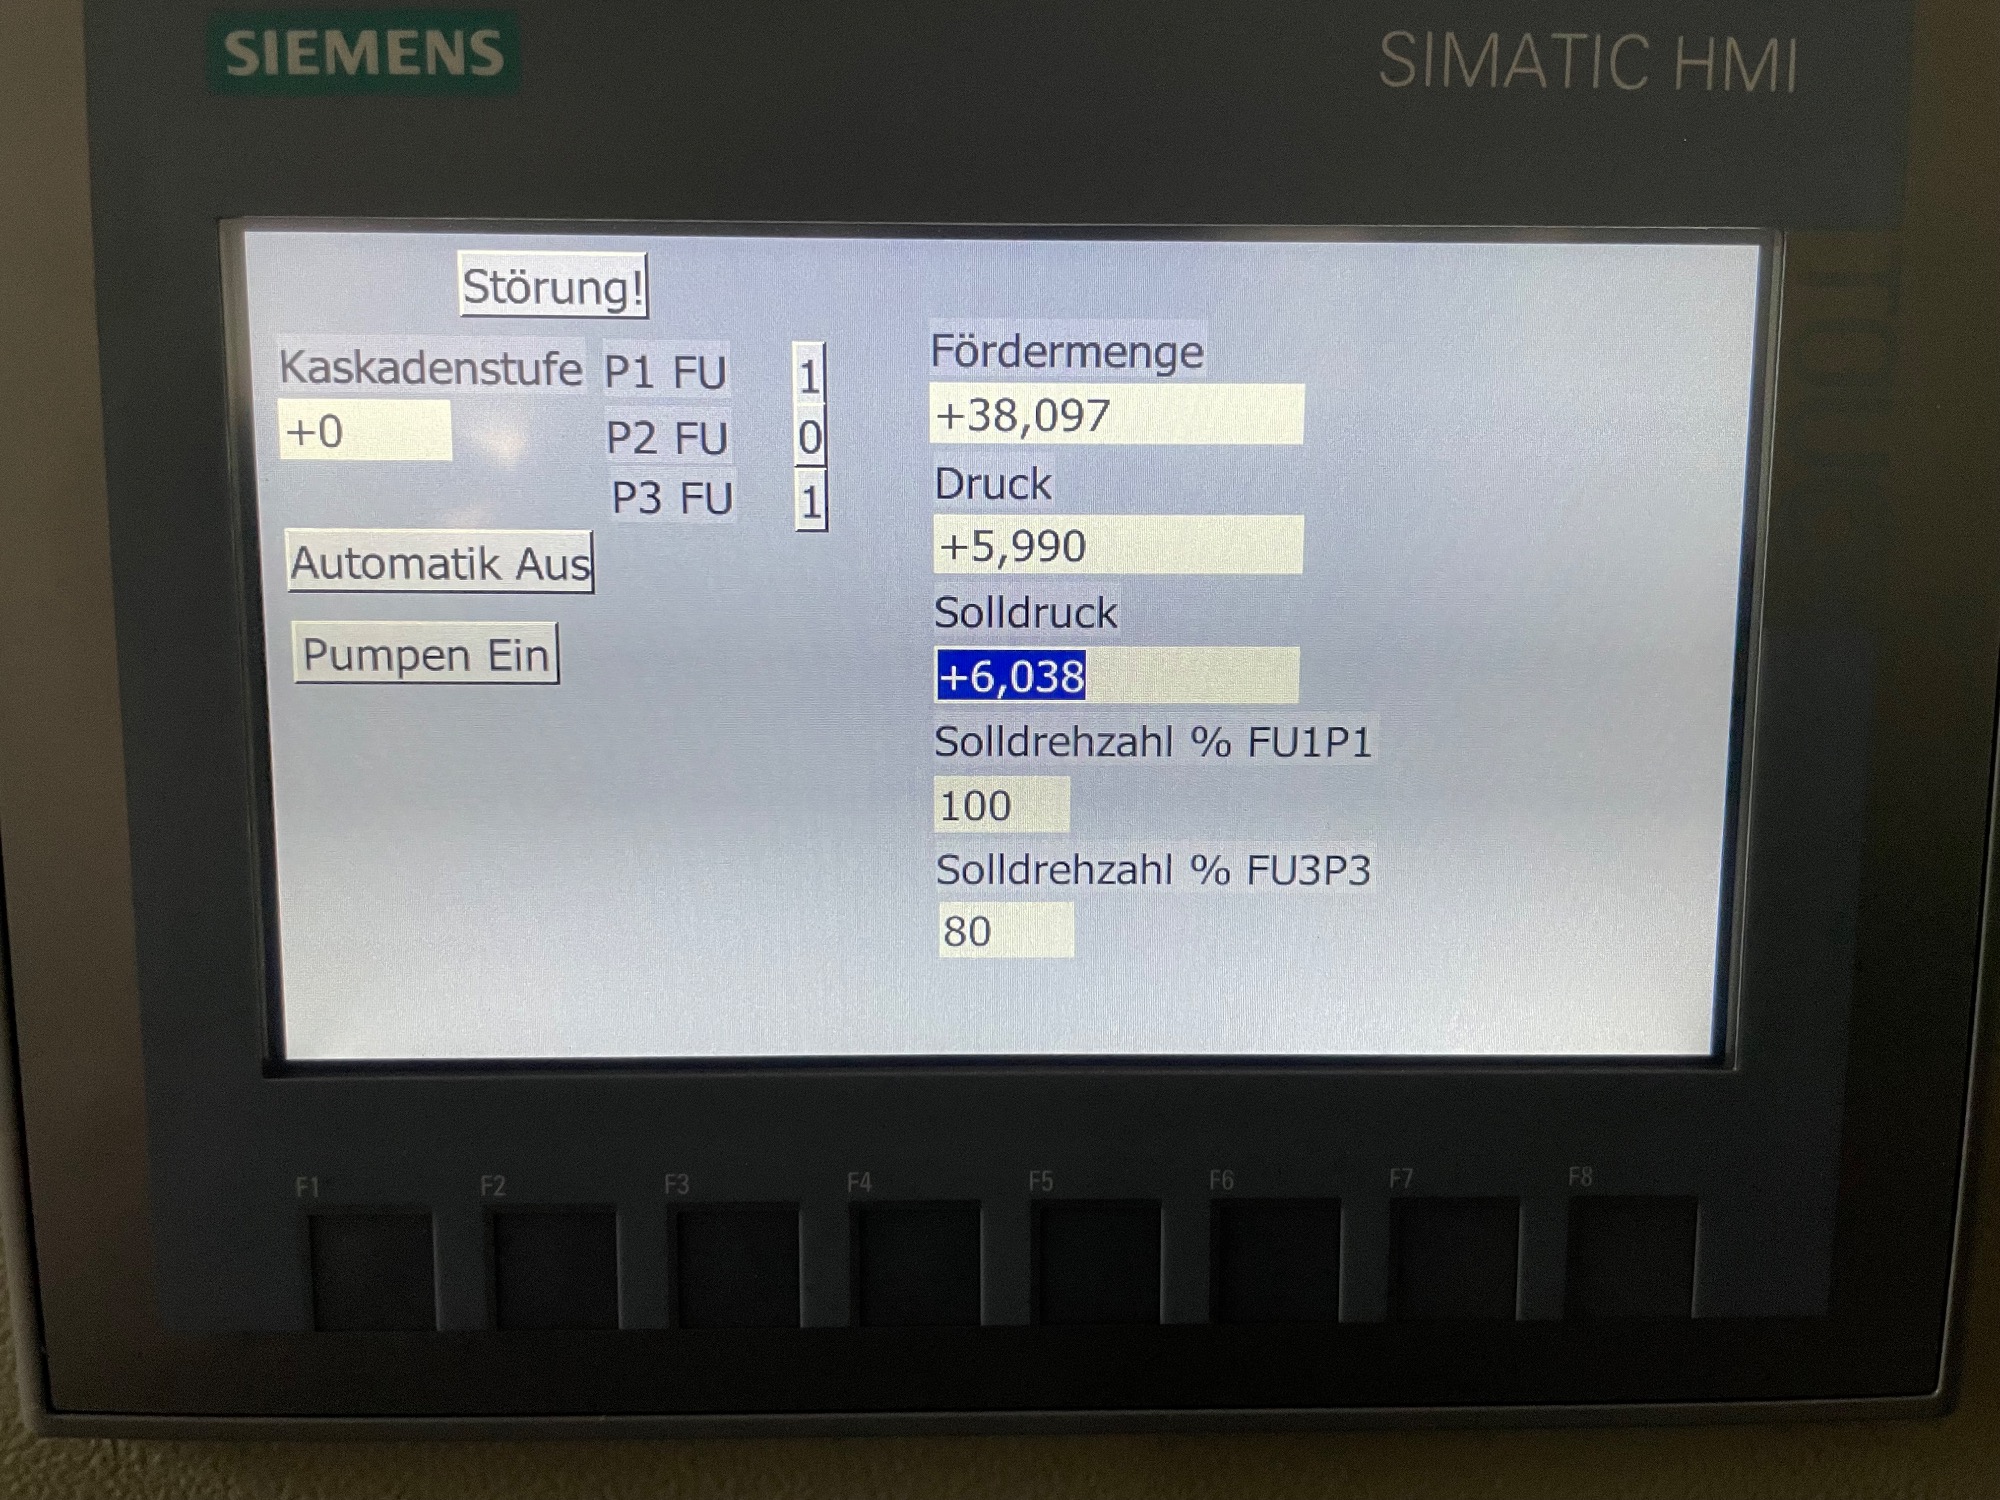 SIEMENS
SIMATIC HMI
Störung!
Kaskadenstufe
+0
P1 FU 1
P2 FU 0
P3 FU 1
Automatik Aus
Pumpen Ein
Fördermenge
+38,097
Druck
+5,990
Solldruck
+6,038
Solldrehzahl % FU1P1
100
Solldrehzahl % FU3P3
80
F1 F2 F3 F4 F5 F6 F7 F8